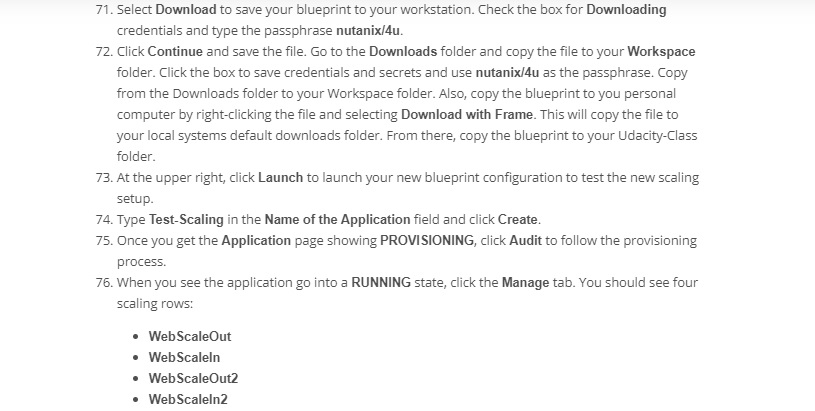 71. Select Download to save your blueprint to your workstation. Check the box for Downloading
credentials and type the passphrase nutanix/4u.
72. Click Continue and save the file. Go to the Downloads folder and copy the file to your Workspace
folder. Click the box to save credentials and secrets and use nutanix/4u as the passphrase. Copy
from the Downloads folder to your Workspace folder. Also, copy the blueprint to you personal
computer by right-clicking the file and selecting Download with Frame. This will copy the file to
your local systems default downloads folder. From there, copy the blueprint to your Udacity-Class
folder.
73. At the upper right, click Launch to launch your new blueprint configuration to test the new scaling
setup.
74. Type Test-Scaling in the Name of the Application field and click Create.
75. Once you get the Application page showing PROVISIONING, click Audit to follow the provisioning
process.
76. When you see the application go into a RUNNING state, click the Manage tab. You should see four
scaling rows:
• WebScaleOut
• WebScaleIn
• WebScaleOut2
• WebScaleIn2